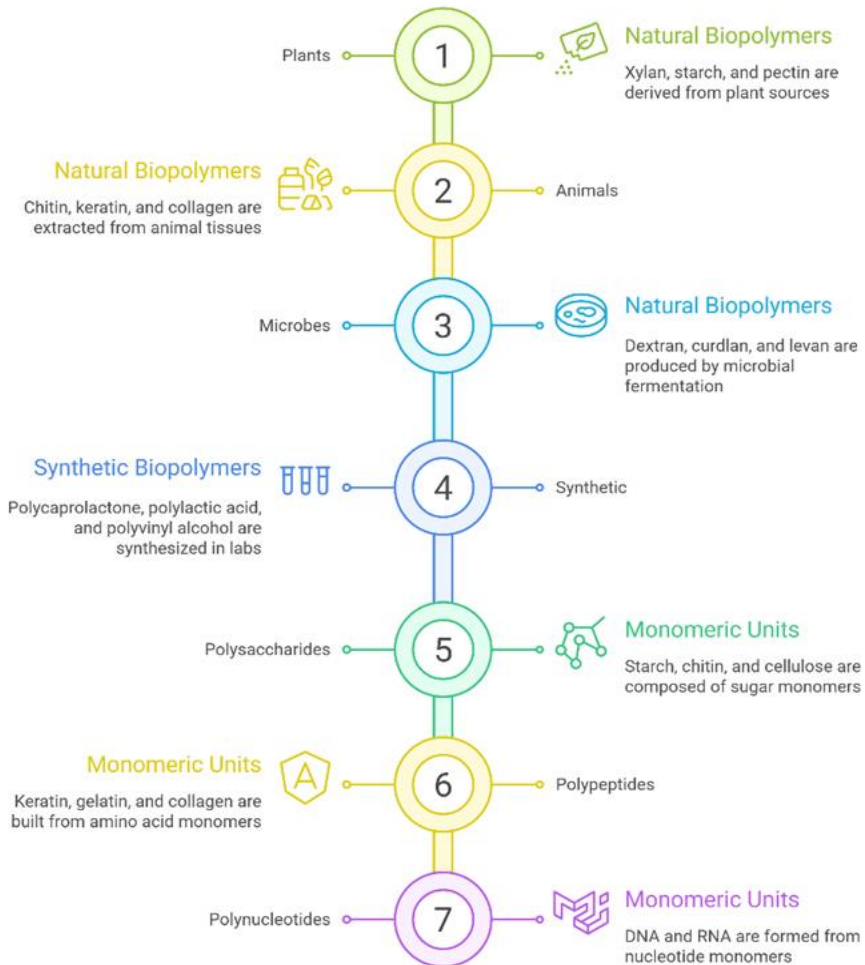 Plants
1
Natural Biopolymers
Xylan, starch, and pectin are
derived from plant sources
Natural Biopolymers
Chitin, keratin, and collagen are
extracted from animal tissues
2
Animals
Microbes
3
Natural Biopolymers
Dextran, curdlan, and levan are
produced by microbial
fermentation
Synthetic Biopolymers
Polycaprolactone, polylactic acid,
and polyvinyl alcohol are
synthesized in labs
4
Synthetic
Polysaccharides
5
Monomeric Units
Starch, chitin, and cellulose are
composed of sugar monomers
Monomeric Units
Keratin, gelatin, and collagen are
built from amino acid monomers
A
6
Polypeptides
Polynucleotides
7
Monomeric Units
DNA and RNA are formed from
nucleotide monomers